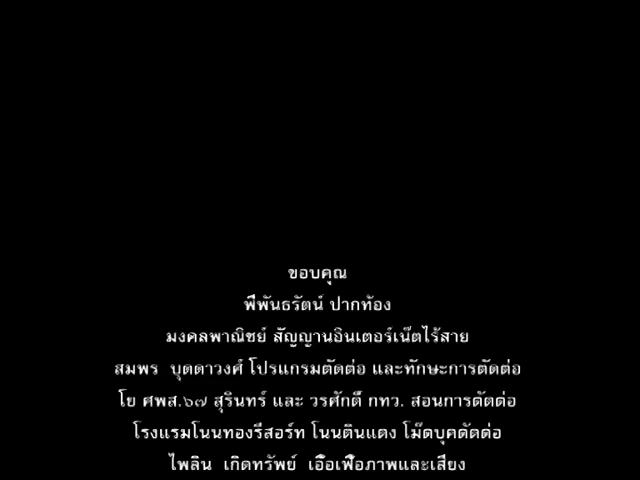 ขอบคุณ
พี่พันธรัตน์ ปากท้อง
มงคลพาณิชย์ สัญญานอินเตอร์เน็ตไร้สาย
สมพร บุดดาวงศ์ โปรแกรมตัดต่อ และทักษะการตัดต่อ
โย ศพส.๖๗ สุรินทร์ และ วรศักดิ์ กทว. สอนการตัดต่อ
โรงแรมโนนทองรีสอร์ท โนนดินแดง โน๊ตบุคตัดต่อ
ไพลิน เกิดทรัพย์ เอื้อเฟื้อภาพและเสียง